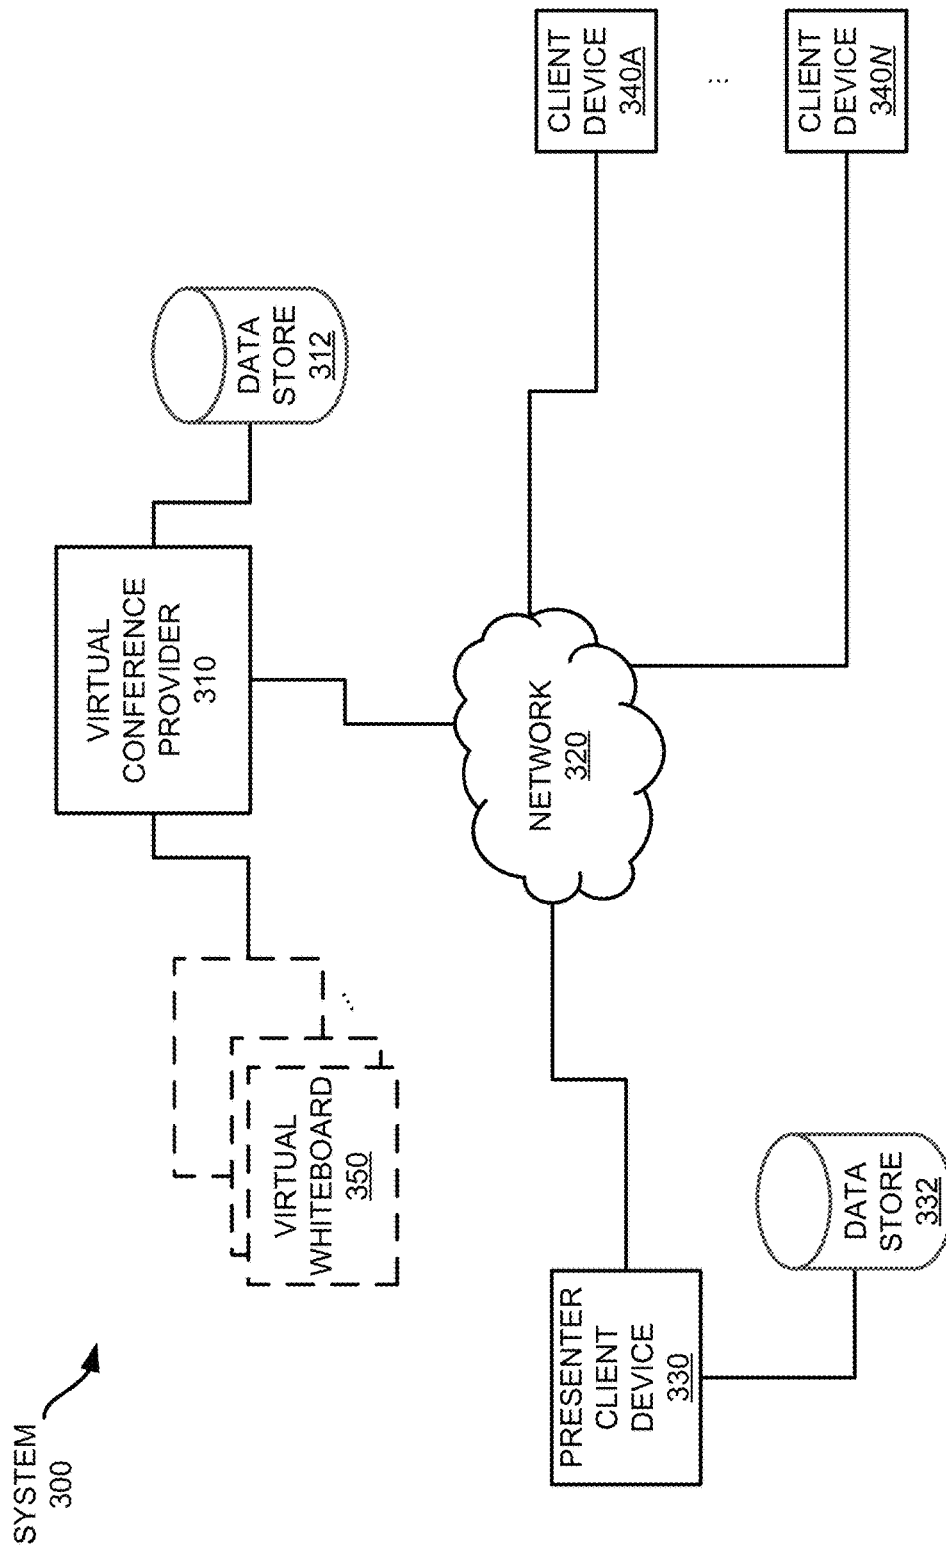 SYSTEM
300
VIRTUAL
CONFERENCE
PROVIDER
310
DATA
STORE
312
VIRTUAL
WHITEBOARD
350
...
NETWORK
320
PRESENTER
CLIENT
DEVICE
330
DATA
STORE
332
CLIENT
DEVICE
340A
...
CLIENT
DEVICE
340N